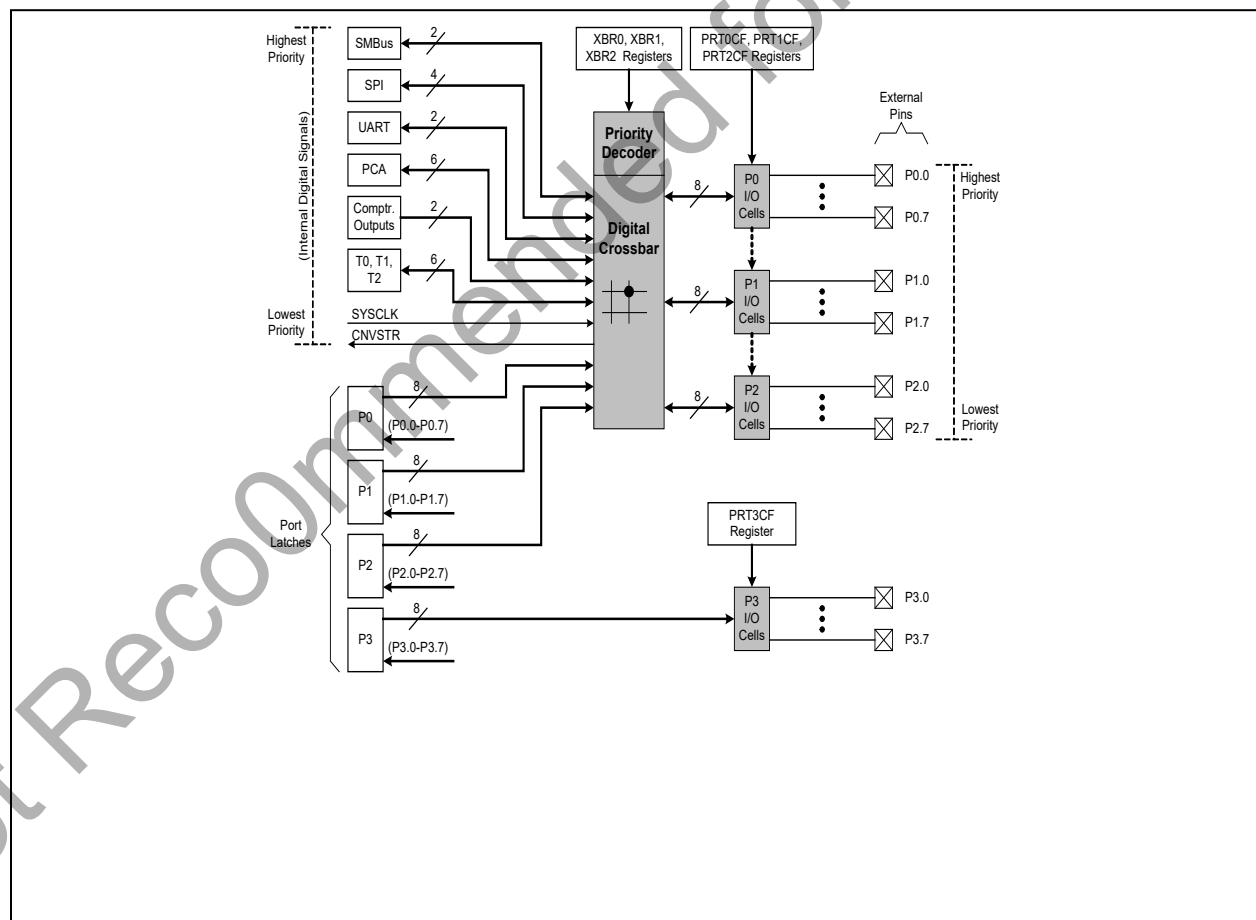 Highest
Priority
(Internal Digital Signals)
Lowest
Priority
SMBus
2
SPI
4
UART
2
PCA
6
Comptr.
Outputs
2
T0, T1,
T2
6
SYSCLK
CNVSTR
XBR0, XBR1,
XBR2 Registers
PRT0CF, PRT1CF,
PRT2CF Registers
Priority
Decoder
Digital
Crossbar
8
P0
I/O
Cells
8
P1
I/O
Cells
8
P2
I/O
Cells
External
Pins
P0.0
P0.7
P1.0
P1.7
P2.0
P2.7
Highest
Priority
Lowest
Priority
Port
Latches
P0
8
(P0.0-P0.7)
P1
8
(P1.0-P1.7)
P2
8
(P2.0-P2.7)
P3
8
(P3.0-P3.7)
PRT3CF
Register
P3
I/O
Cells
P3.0
P3.7
Reco0mmended